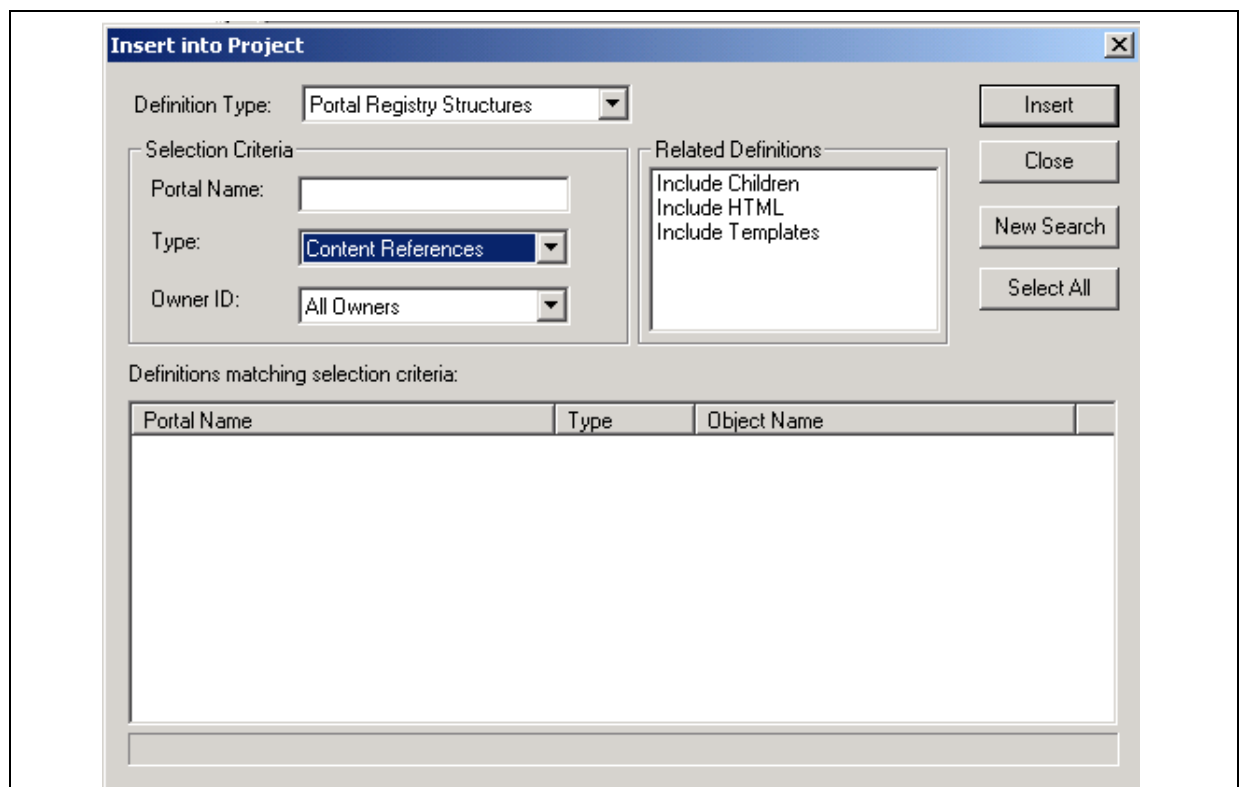 Insert into Project
Definition Type: Portal Registry Structures
Insert
Selection Criteria
Portal Name:
Type: Content References
Owner ID: All Owners
Related Definitions
Include Children
Include HTML
Include Templates
Close
New Search
Select All
Definitions matching selection criteria:
Portal Name Type Object Name